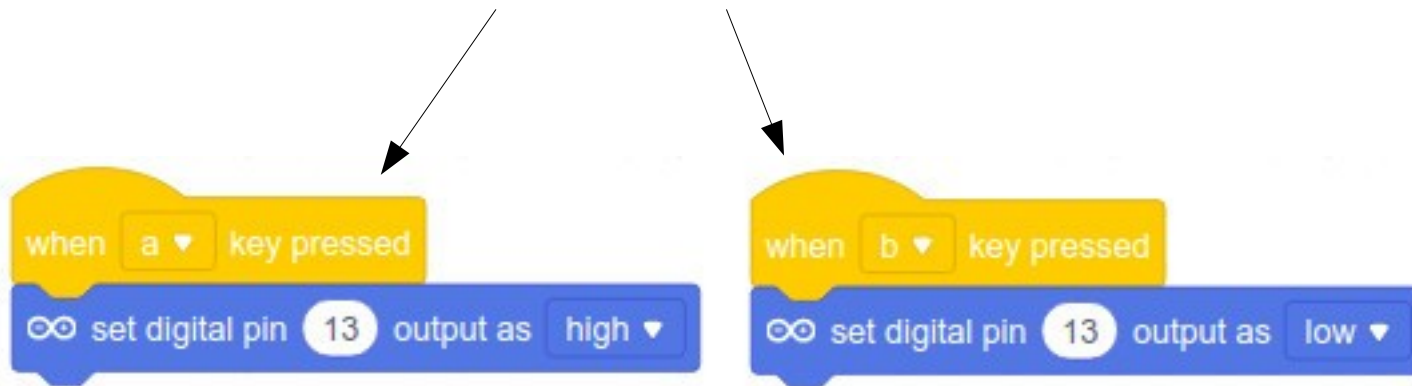 when a key pressed
set digital pin 13 output as high
when b key pressed
set digital pin 13 output as low